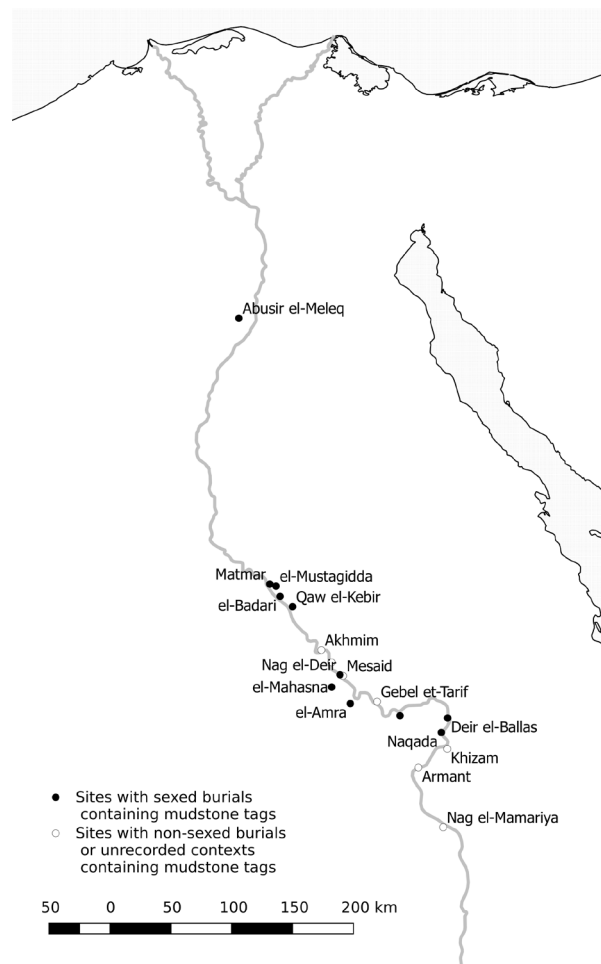 Abusir el-Meleq
Matmar
el-Mustagidda
el-Badari
Qaw el-Kebir
Akhmim
Nag el-Deir
Mesaid
el-Mahasna
Gebel et-Tarif
el-Amra
Deir el-Ballas
Naqada
Khizam
Armant
Nag el-Mamariya
Sites with sexed burials
containing mudstone tags
Sites with non-sexed burials
or unrecorded contexts
containing mudstone tags
50 0 50 100 150 200 km